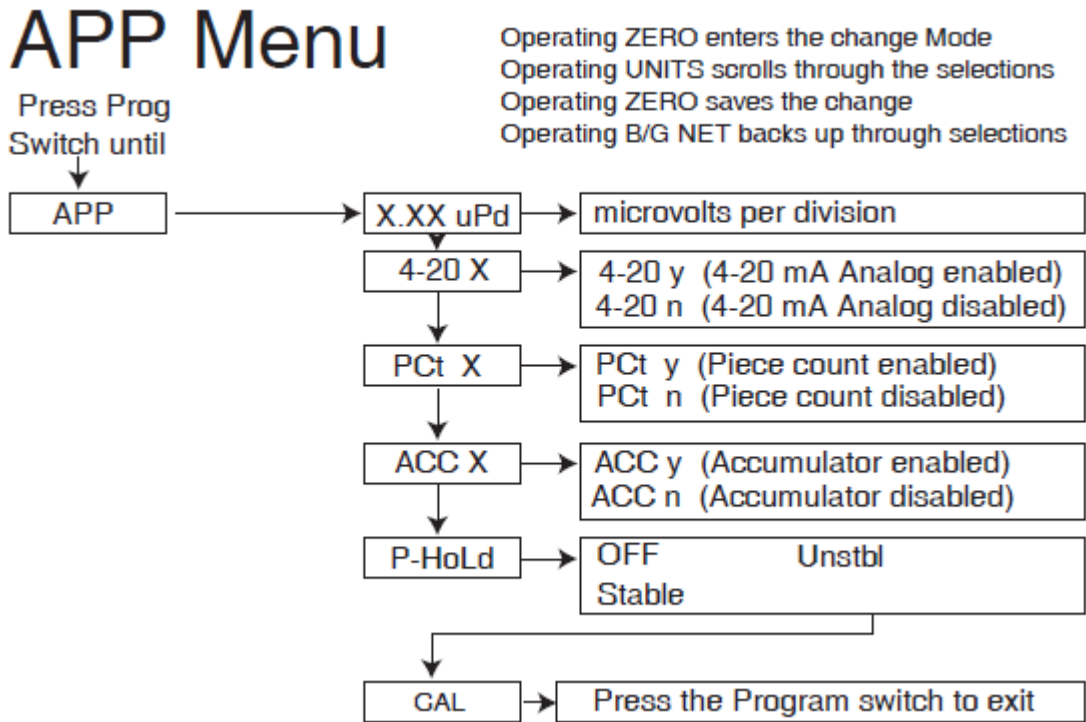 APP Menu
Operating ZERO enters the change Mode
Operating UNITS scrolls through the selections
Operating ZERO saves the change
Operating B/G NET backs up through selections
Press Prog
Switch until
APP
X.XX uPd
microvolts per division
4-20 X
4-20 y (4-20 mA Analog enabled)
4-20 n (4-20 mA Analog disabled)
PCt X
PCt y (Piece count enabled)
PCt n (Piece count disabled)
ACC X
ACC y (Accumulator enabled)
ACC n (Accumulator disabled)
P-HoLd
OFF Unstbl
Stable
CAL
Press the Program switch to exit